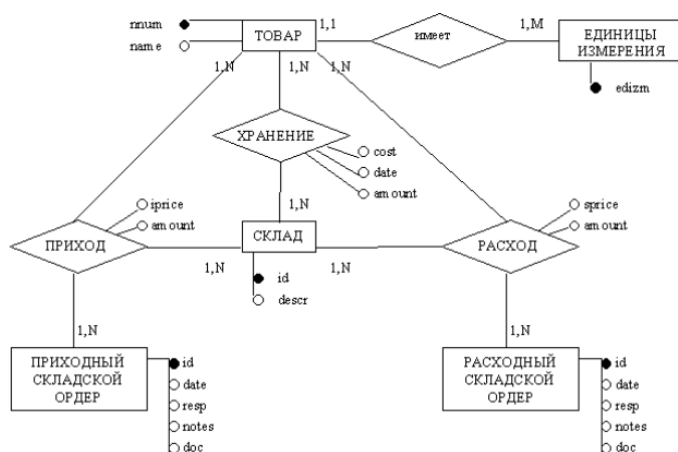 nnum
name
ТОВАР
1,1
имеет
1,М
ЕДИНИЦЫ
ИЗМЕРЕНИЯ
edizm
1,N
1,N
1,N
ХРАНЕНИЕ
cost
date
amount
1,N
iprice
amount
ПРИХОД
СКЛАД
sprice
amount
РАСХОД
1,N
1,N
id
descr
1,N
1,N
ПРИХОДНЫЙ
СКЛАДСКОЙ
ОРДЕР
id
date
resp
notes
doc
РАСХОДНЫЙ
СКЛАДСКОЙ
ОРДЕР
id
date
resp
notes
doc